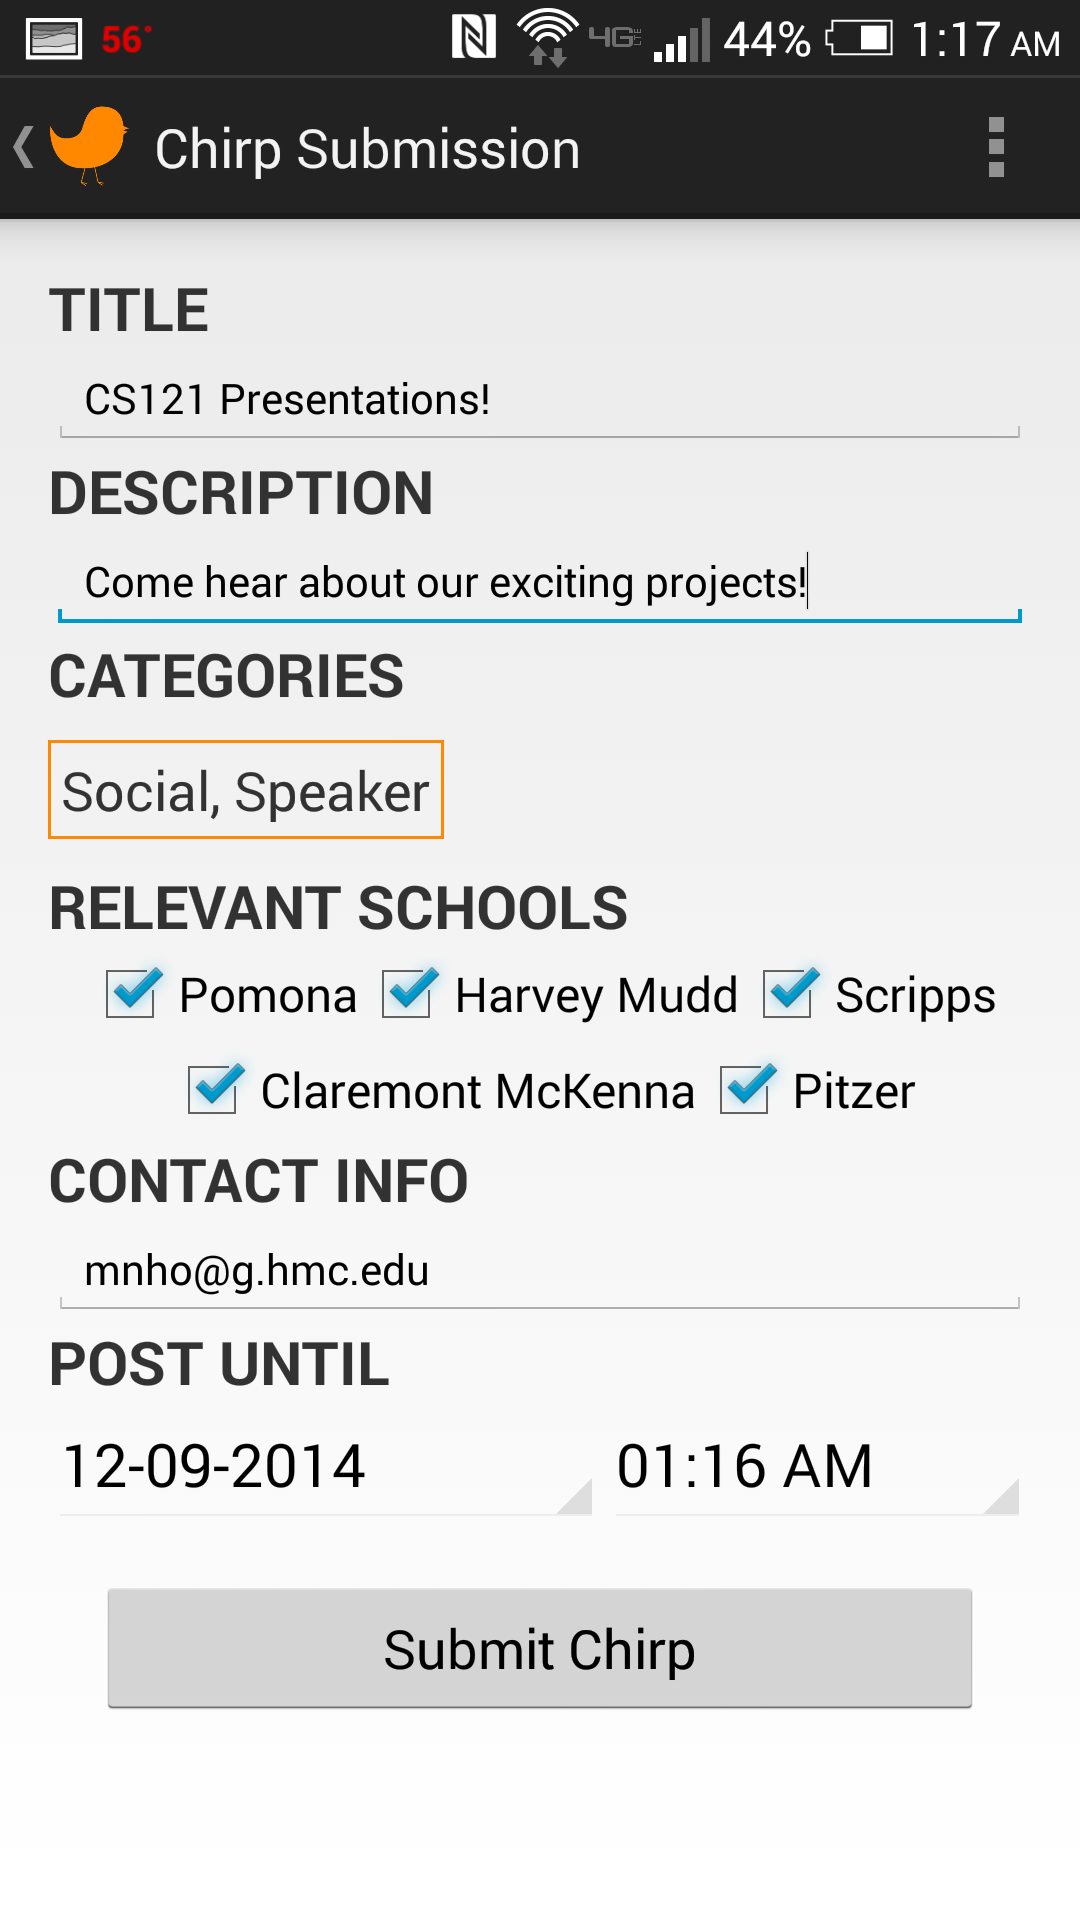 56° 4G LTE 44% 1:17 AM
Chirp Submission
TITLE
CS121 Presentations!
DESCRIPTION
Come hear about our exciting projects!
CATEGORIES
Social, Speaker
RELEVANT SCHOOLS
Pomona Harvey Mudd Scripps
Claremont McKenna Pitzer
CONTACT INFO
mnho@g.hmc.edu
POST UNTIL
12-09-2014 01:16 AM
Submit Chirp